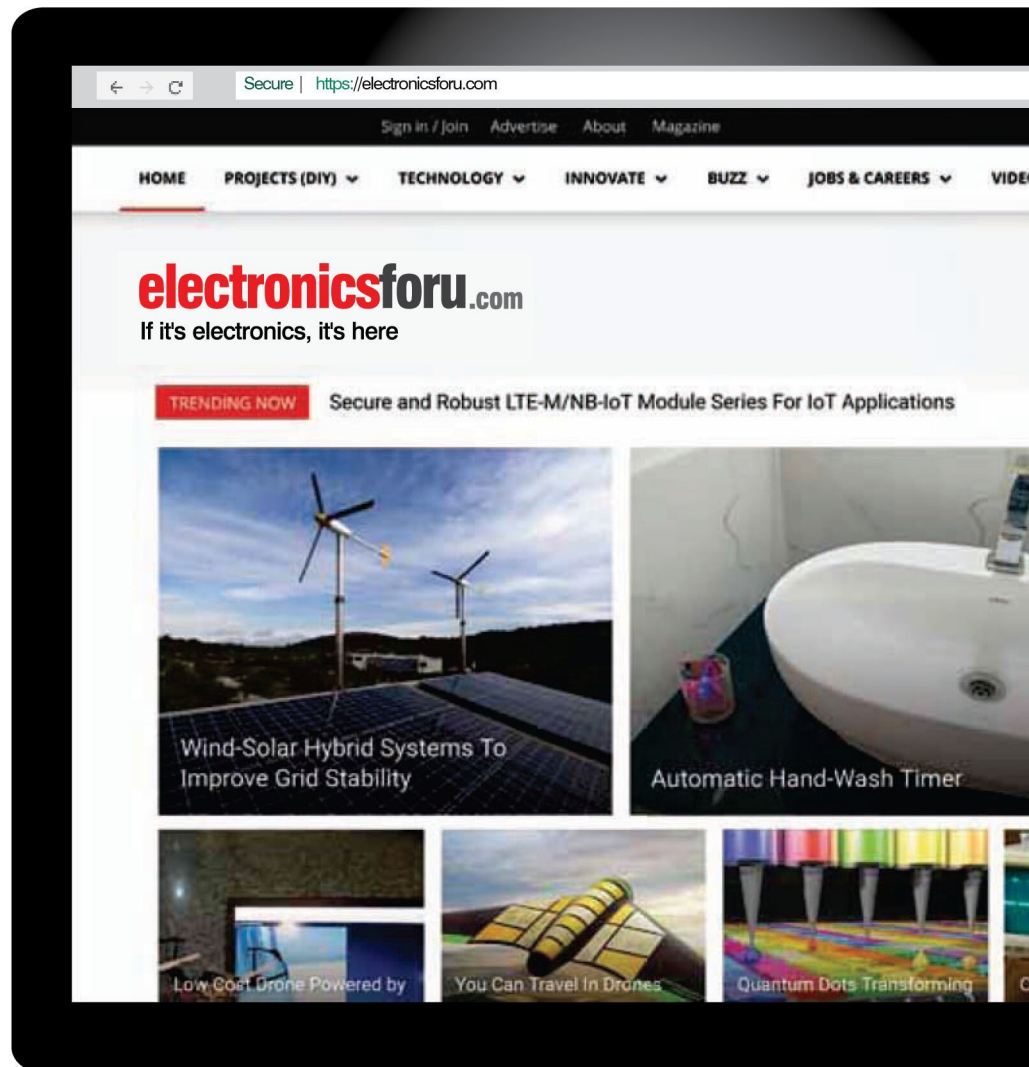 Secure | https://electronicsforu.com
Sign in / Join Advertise About Magazine
HOME PROJECTS (DIY) TECHNOLOGY INNOVATE BUZZ JOBS & CAREERS
electronicsforu.com
If it's electronics, it's here
TRENDING NOW Secure and Robust LTE-M/NB-IoT Module Series For IoT Applications
Wind-Solar Hybrid Systems To
Improve Grid Stability
Automatic Hand-Wash Timer
Low Cost Drone Powered by
You Can Travel In Drones
Quantum Dots Transforming